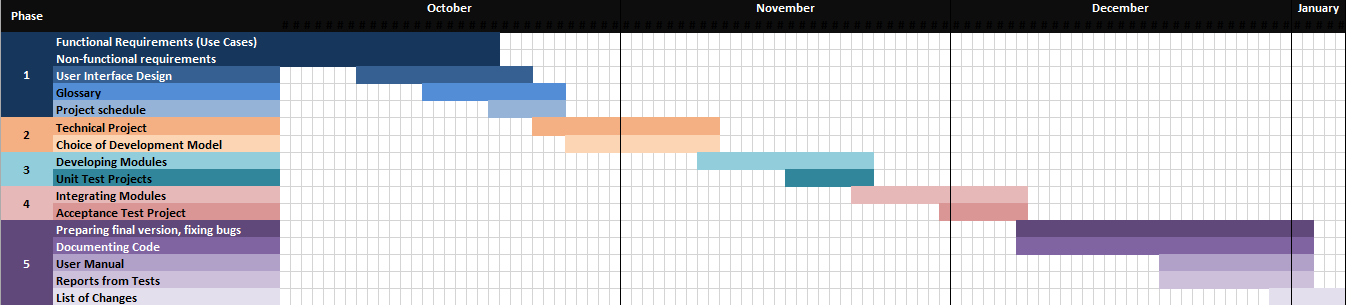 Phase October November December January
1
Functional Requirements (Use Cases)
Non-functional requirements
User Interface Design
Glossary
Project schedule
2
Technical Project
Choice of Development Model
3
Developing Modules
Unit Test Projects
4
Integrating Modules
Acceptance Test Project
5
Preparing final version, fixing bugs
Documenting Code
User Manual
Reports from Tests
List of Changes